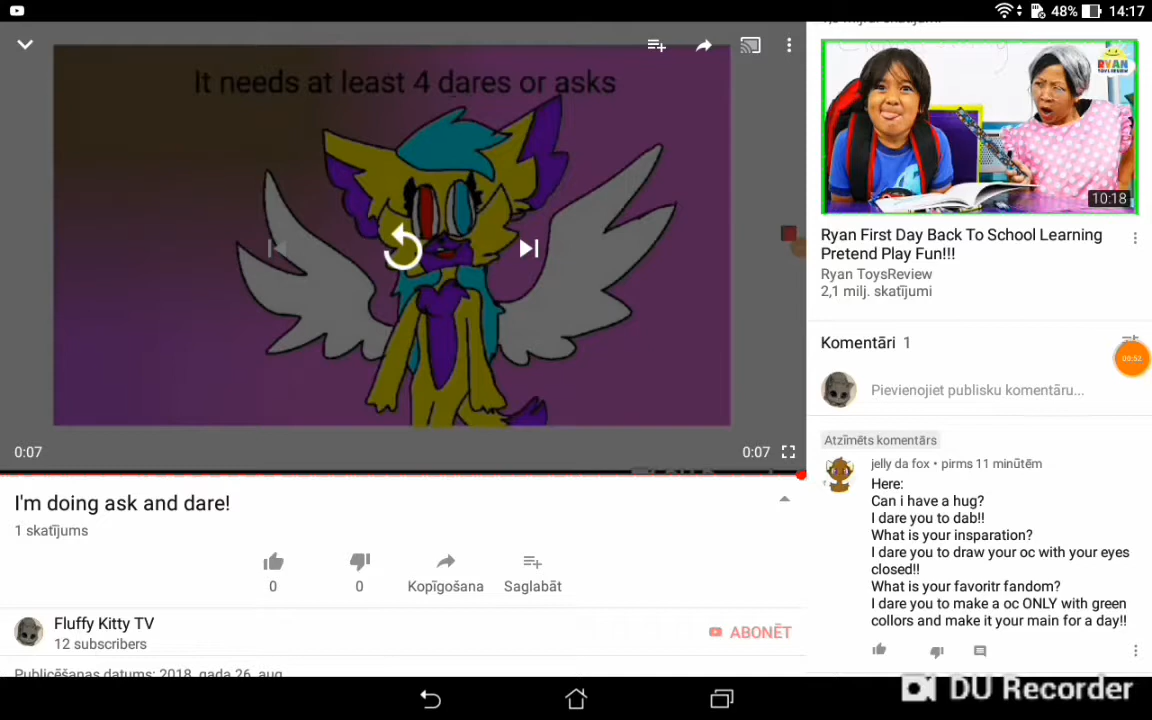 48% 14:17
It needs at least 4 dares or asks
0:07
0:07
I'm doing ask and dare!
1 skatījums
0
0
Kopīgošana
Saglabāt
Fluffy Kitty TV
12 subscribers
ABONĒT
Publicēšanas datums: 2018. gada 26. aug.
RYAN
TOYSREVIEW
10:18
Ryan First Day Back To School Learning
Pretend Play Fun!!!
Ryan ToysReview
2,1 milj. skatījumi
Komentāri 1
03:52
Pievienojiet publisku komentāru...
Atzīmēts komentārs
jelly da fox • pirms 11 minūtēm
Here:
Can i have a hug?
I dare you to dab!!
What is your insparation?
I dare you to draw your oc with your eyes
closed!!
What is your favoritr fandom?
I dare you to make a oc ONLY with green
collors and make it your main for a day!!
DU Recorder